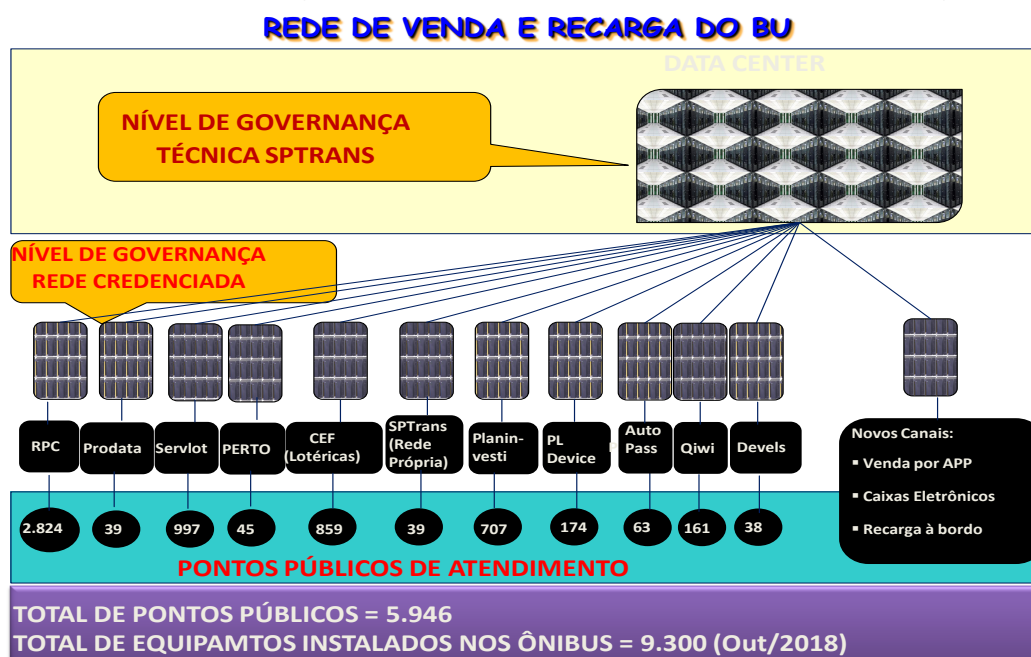 REDE DE VENDA E RECARGA DO BU
DATA CENTER
NÍVEL DE GOVERNANÇA
TÉCNICA SPTRANS
NÍVEL DE GOVERNANÇA
REDE CREDENCIADA
RPC
Prodata
Servlot
PERTO
CEF
(Lotéricas)
SPTrans
(Rede
Própria)
Planin-
vesti
PL
Device
Auto
Pass
Qiwi
Devels
Novos Canais:
▪ Venda por APP
▪ Caixas Eletrônicos
▪ Recarga à bordo
2.824
39
997
45
859
39
707
174
63
161
38
PONTOS PÚBLICOS DE ATENDIMENTO
TOTAL DE PONTOS PÚBLICOS = 5.946
TOTAL DE EQUIPAMTOS INSTALADOS NOS ÔNIBUS = 9.300 (Out/2018)